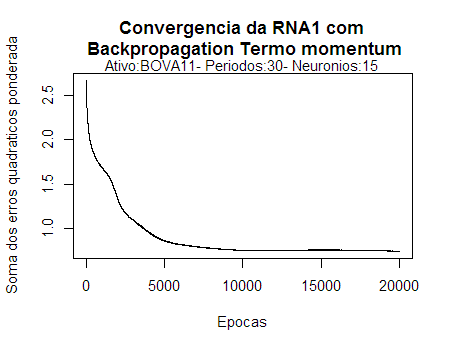 Convergencia da RNA1 com
Backpropagation Termo momentum
Ativo:BOVA11- Periodos:30- Neuronios:15
Soma dos erros quadraticos ponderada
2.5
2.0
1.5
1.0
0
5000
10000
15000
20000
Epocas